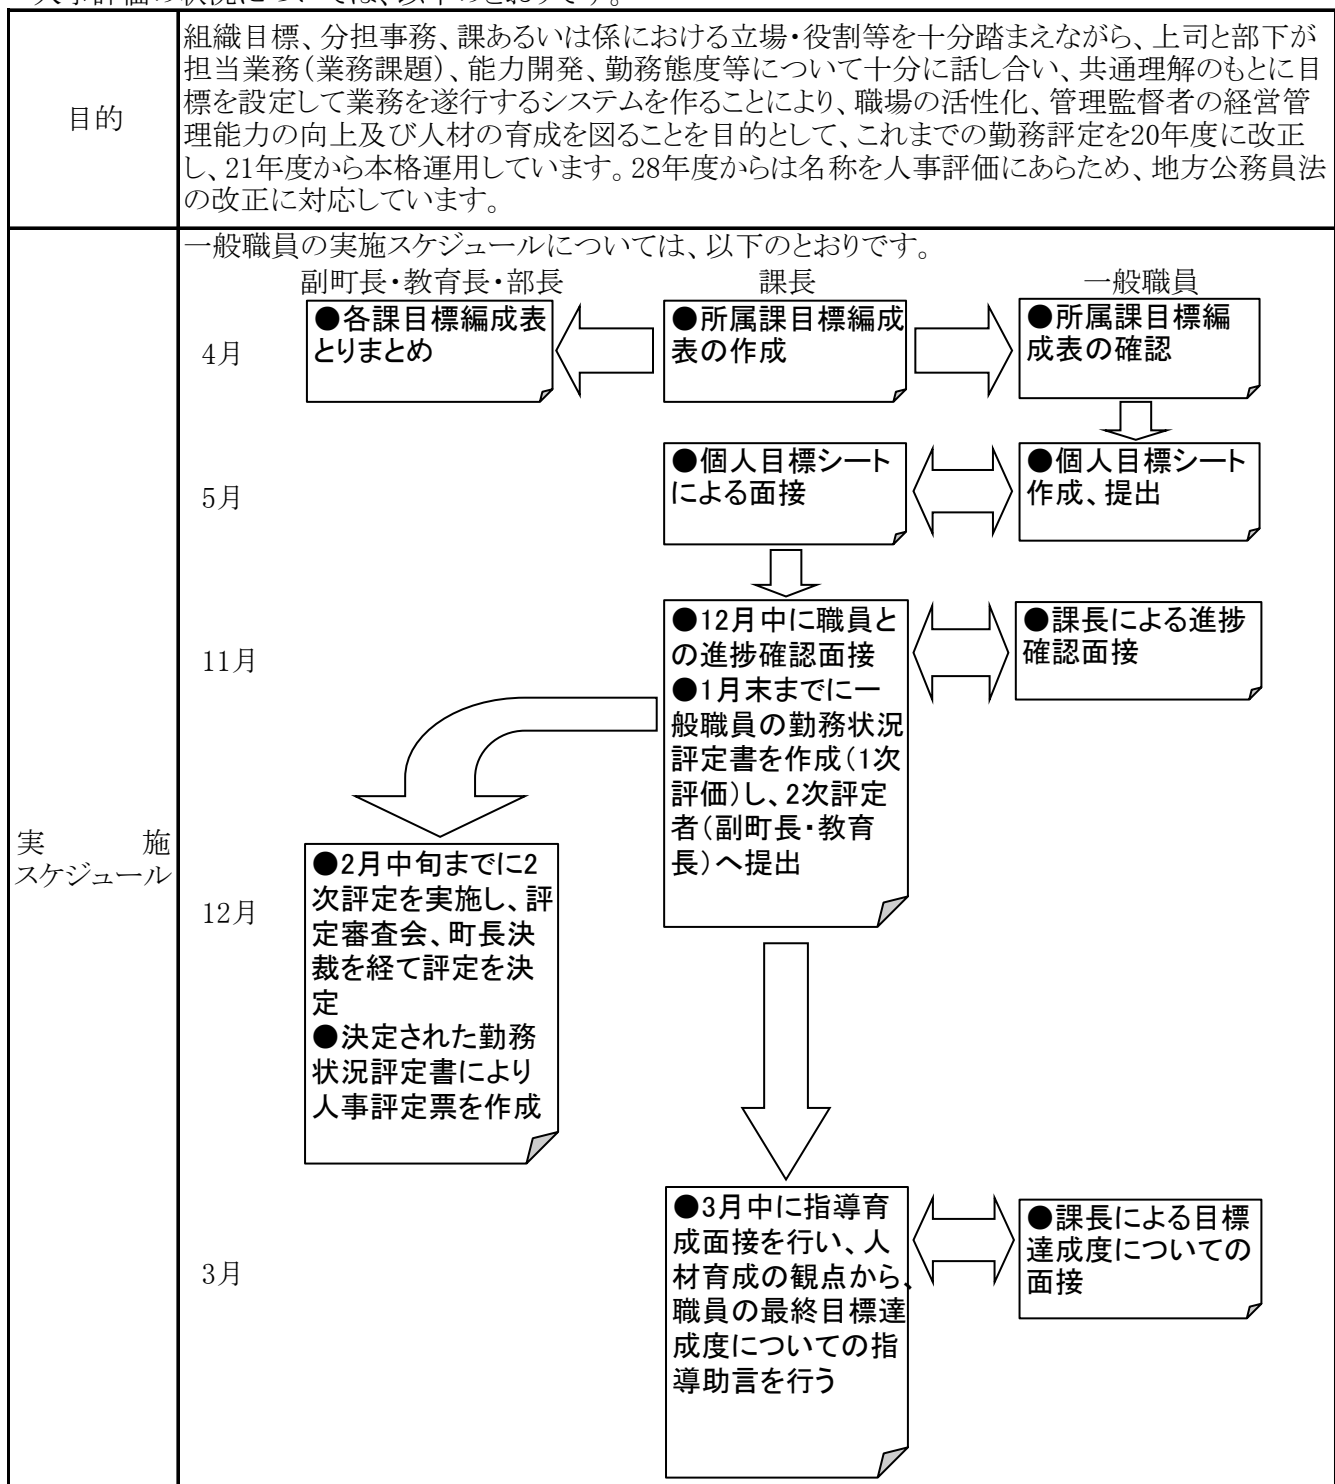 人事評価の状況については、以下のとおりです。
目的
組織目標、分担事務、課あるいは係における立場・役割等を十分踏まえながら、上司と部下が
担当業務(業務課題)、能力開発、勤務態度等について十分に話し合い、共通理解のもとに目
標を設定して業務を遂行するシステムを作ることにより、職場の活性化、管理監督者の経営管
理能力の向上及び人材の育成を図ることを目的として、これまでの勤務評定を20年度に改正
し、21年度から本格運用しています。28年度からは名称を人事評価にあらため、地方公務員法
の改正に対応しています。
実 施
スケジュール
一般職員の実施スケジュールについては、以下のとおりです。
副町長・教育長・部長 課長 一般職員
4月
●各課目標編成表
とりまとめ
●所属課目標編成
表の作成
●所属課目標編
成表の確認
5月
●個人目標シート
による面接
●個人目標シート
作成、提出
11月
●12月中に職員と
の進捗確認面接
●1月末までに一
般職員の勤務状況
評定書を作成(1次
評価)し、2次評定
者(副町長・教育
長)へ提出
●課長による進捗
確認面接
12月
●2月中旬までに2
次評定を実施し、評
定審査会、町長決
裁を経て評定を決
定
●決定された勤務
状況評定書により
人事評定票を作成
3月
●3月中に指導育
成面接を行い、人
材育成の観点から、
職員の最終目標達
成度についての指
導助言を行う
●課長による目標
達成度についての
面接